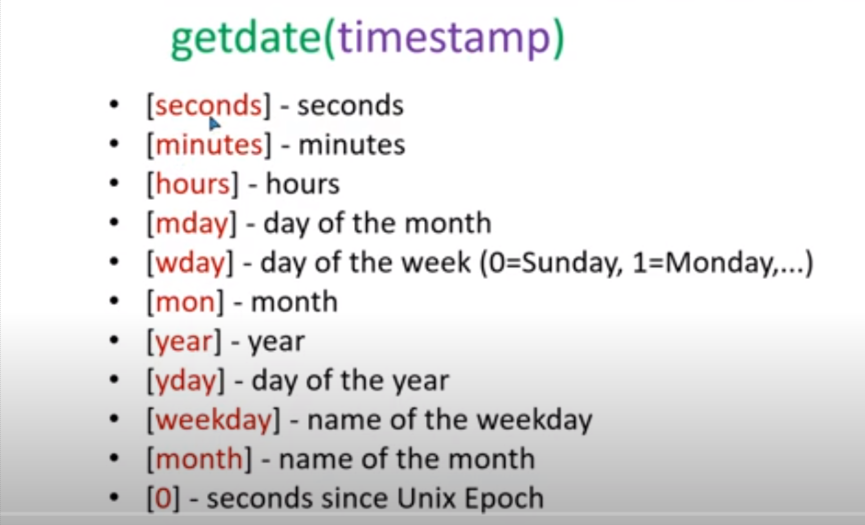 getdate(timestamp)
• [seconds] - seconds
• [minutes] - minutes
• [hours] - hours
• [mday] - day of the month
• [wday] - day of the week (0=Sunday, 1=Monday,...)
• [mon] - month
• [year] - year
• [yday] - day of the year
• [weekday] - name of the weekday
• [month] - name of the month
• [0] - seconds since Unix Epoch